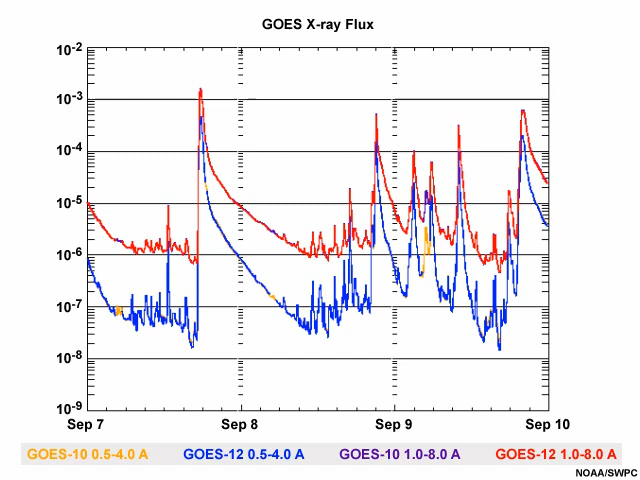 GOES X-ray Flux
10-2
10-3
10-4
10-5
10-6
10-7
10-8
10-9
Sep 7 Sep 8 Sep 9 Sep 10
GOES-10 0.5-4.0 A GOES-12 0.5-4.0 A GOES-10 1.0-8.0 A GOES-12 1.0-8.0 A
NOAA/SWPC